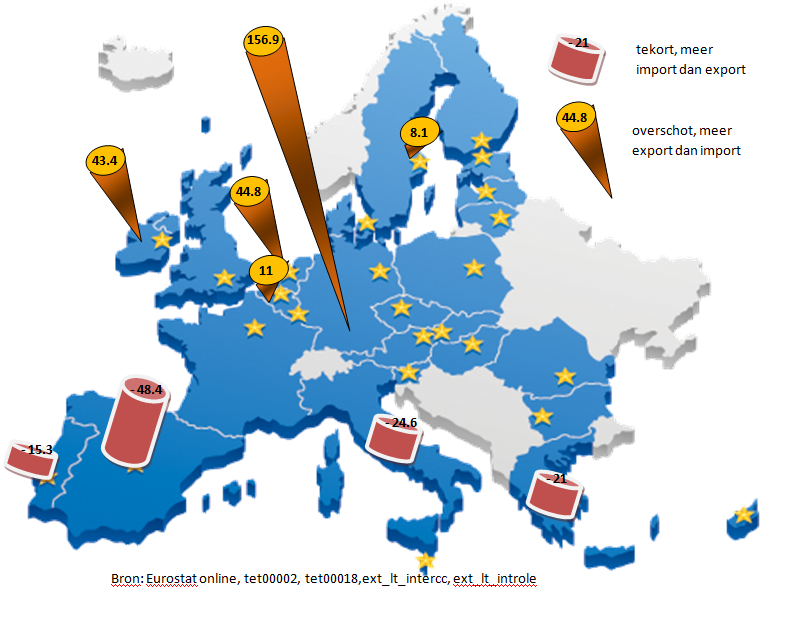 156.9
- 21
tekort, meer
import dan export
44.8
overschot, meer
export dan import
8.1
43.4
44.8
11
- 48.4
- 24.6
- 15.3
- 21
Bron: Eurostat online, tet00002, tet00018,ext_lt_intercc, ext_lt_introle